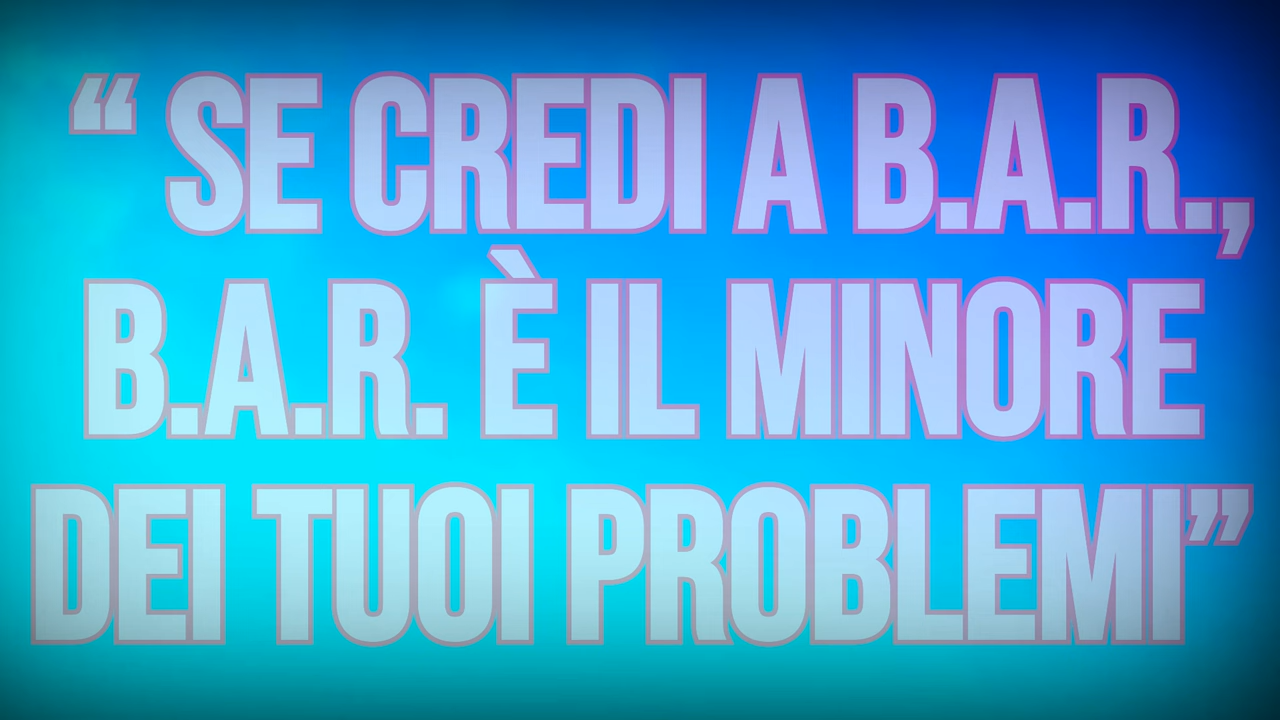 “ SE CREDI A B.A.R.,
B.A.R. È IL MINORE
DEI TUOI PROBLEMI”